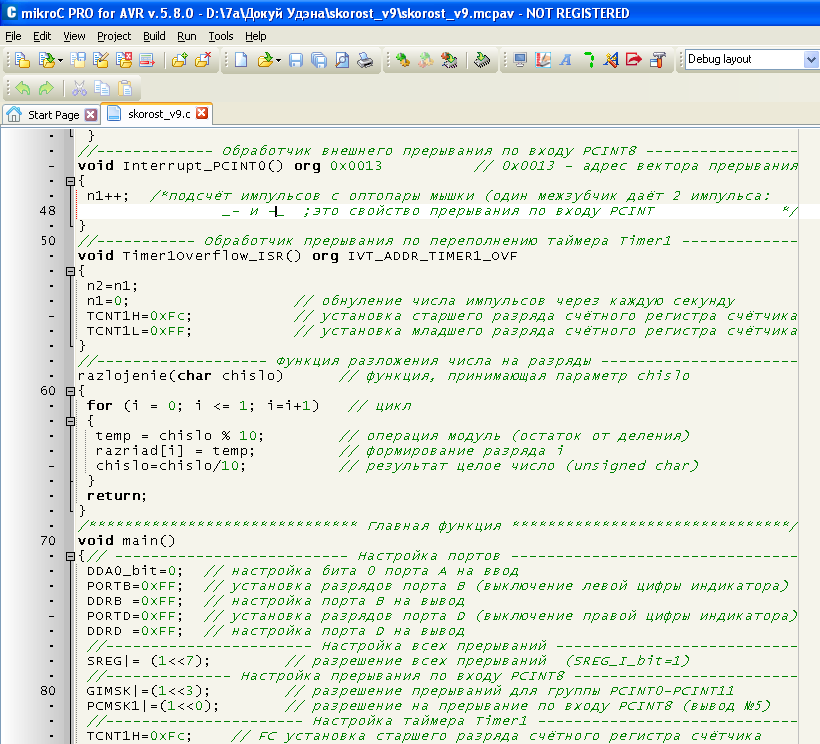 mikroC PRO for AVR v.5.8.0 - D:\7a\Докуй Удэна\skorost_v9\skorost_v9.mcpav - NOT REGISTERED
File Edit View Project Build Run Tools Help
Debug layout
Start Page skorost_v9.c
}
//--------------- Обработчик внешнего прерывания по входу PCINT8 -----------------
void Interrupt_PCINT0() org 0x0013 // 0x0013 - адрес вектора прерывания
{
n1++; /*подсчёт импульсов с оптопары мышки (один межзубчик даёт 2 импульса:
48 _- и -_ ;это свойство прерывания по входу PCINT */
}
50 //------------ Обработчик прерывания по переполнению таймера Timer1 -------------
void Timer1Overflow_ISR() org IVT_ADDR_TIMER1_OVF
{
n2=n1;
n1=0; // обнуление числа импульсов через каждую секунду
TCNT1H=0xFc; // установка старшего разряда счётного регистра счётчика
TCNT1L=0xFF; // установка младшего разряда счётного регистра счётчика
}
//------------------- Функция разложения числа на разряды ----------------------
razlojenie(char chislo) // функция, принимающая параметр chislo
60 {
for (i = 0; i <= 1; i=i+1) // цикл
{
temp = chislo % 10; // операция модуль (остаток от деления)
razriad[i] = temp; // формирование разряда i
chislo=chislo/10; // результат целое число (unsigned char)
}
return;
}
/****************************** Главная функция *******************************/
70 void main()
{// -------------------------- Настройка портов --------------------------------
DDA0_bit=0; // настройка бита 0 порта A на ввод
PORTB=0xFF; // установка разрядов порта B (выключение левой цифры индикатора)
DDRB =0xFF; // настройка порта B на вывод
PORTD=0xFF; // установка разрядов порта D (выключение правой цифры индикатора)
DDRD =0xFF; // настройка порта D на вывод
//----------------------- Настройка всех прерываний ----------------------------
SREG|= (1<<7); // разрешение всех прерываний (SREG_I_bit=1)
//-------------- Настройка прерывания по входу PCINT8 -------------------------
80 GIMSK|=(1<<3); // разрешение прерываний для группы PCINT0-PCINT11
PCMSK1|=(1<<0); // разрешение на прерывание по входу PCINT8 (вывод №5)
//---------------------- Настройка таймера Timer1 -----------------------------
TCNT1H=0xFc; // FC установка старшего разряда счётного регистра счётчика